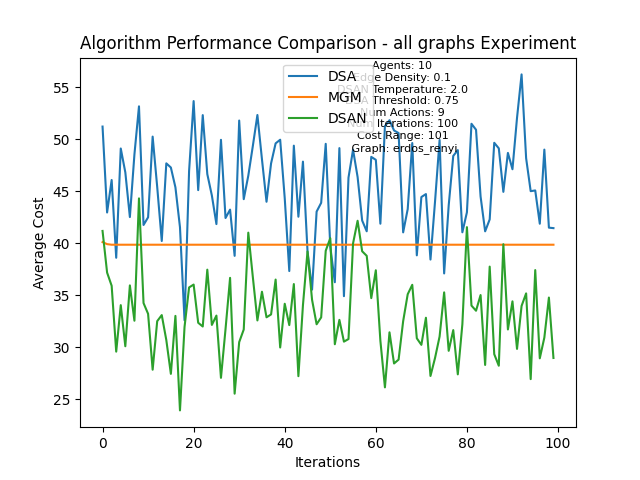 Algorithm Performance Comparison - all graphs Experiment
Agents: 10
Edge Density: 0.1
DSAN Temperature: 2.0
Threshold: 0.75
Num Actions: 9
Num Iterations: 100
Cost Range: 101
Graph: erdos_renyi
DSA
MGM
DSAN
Average Cost
55
50
45
40
35
30
25
0
20
40
60
80
100
Iterations